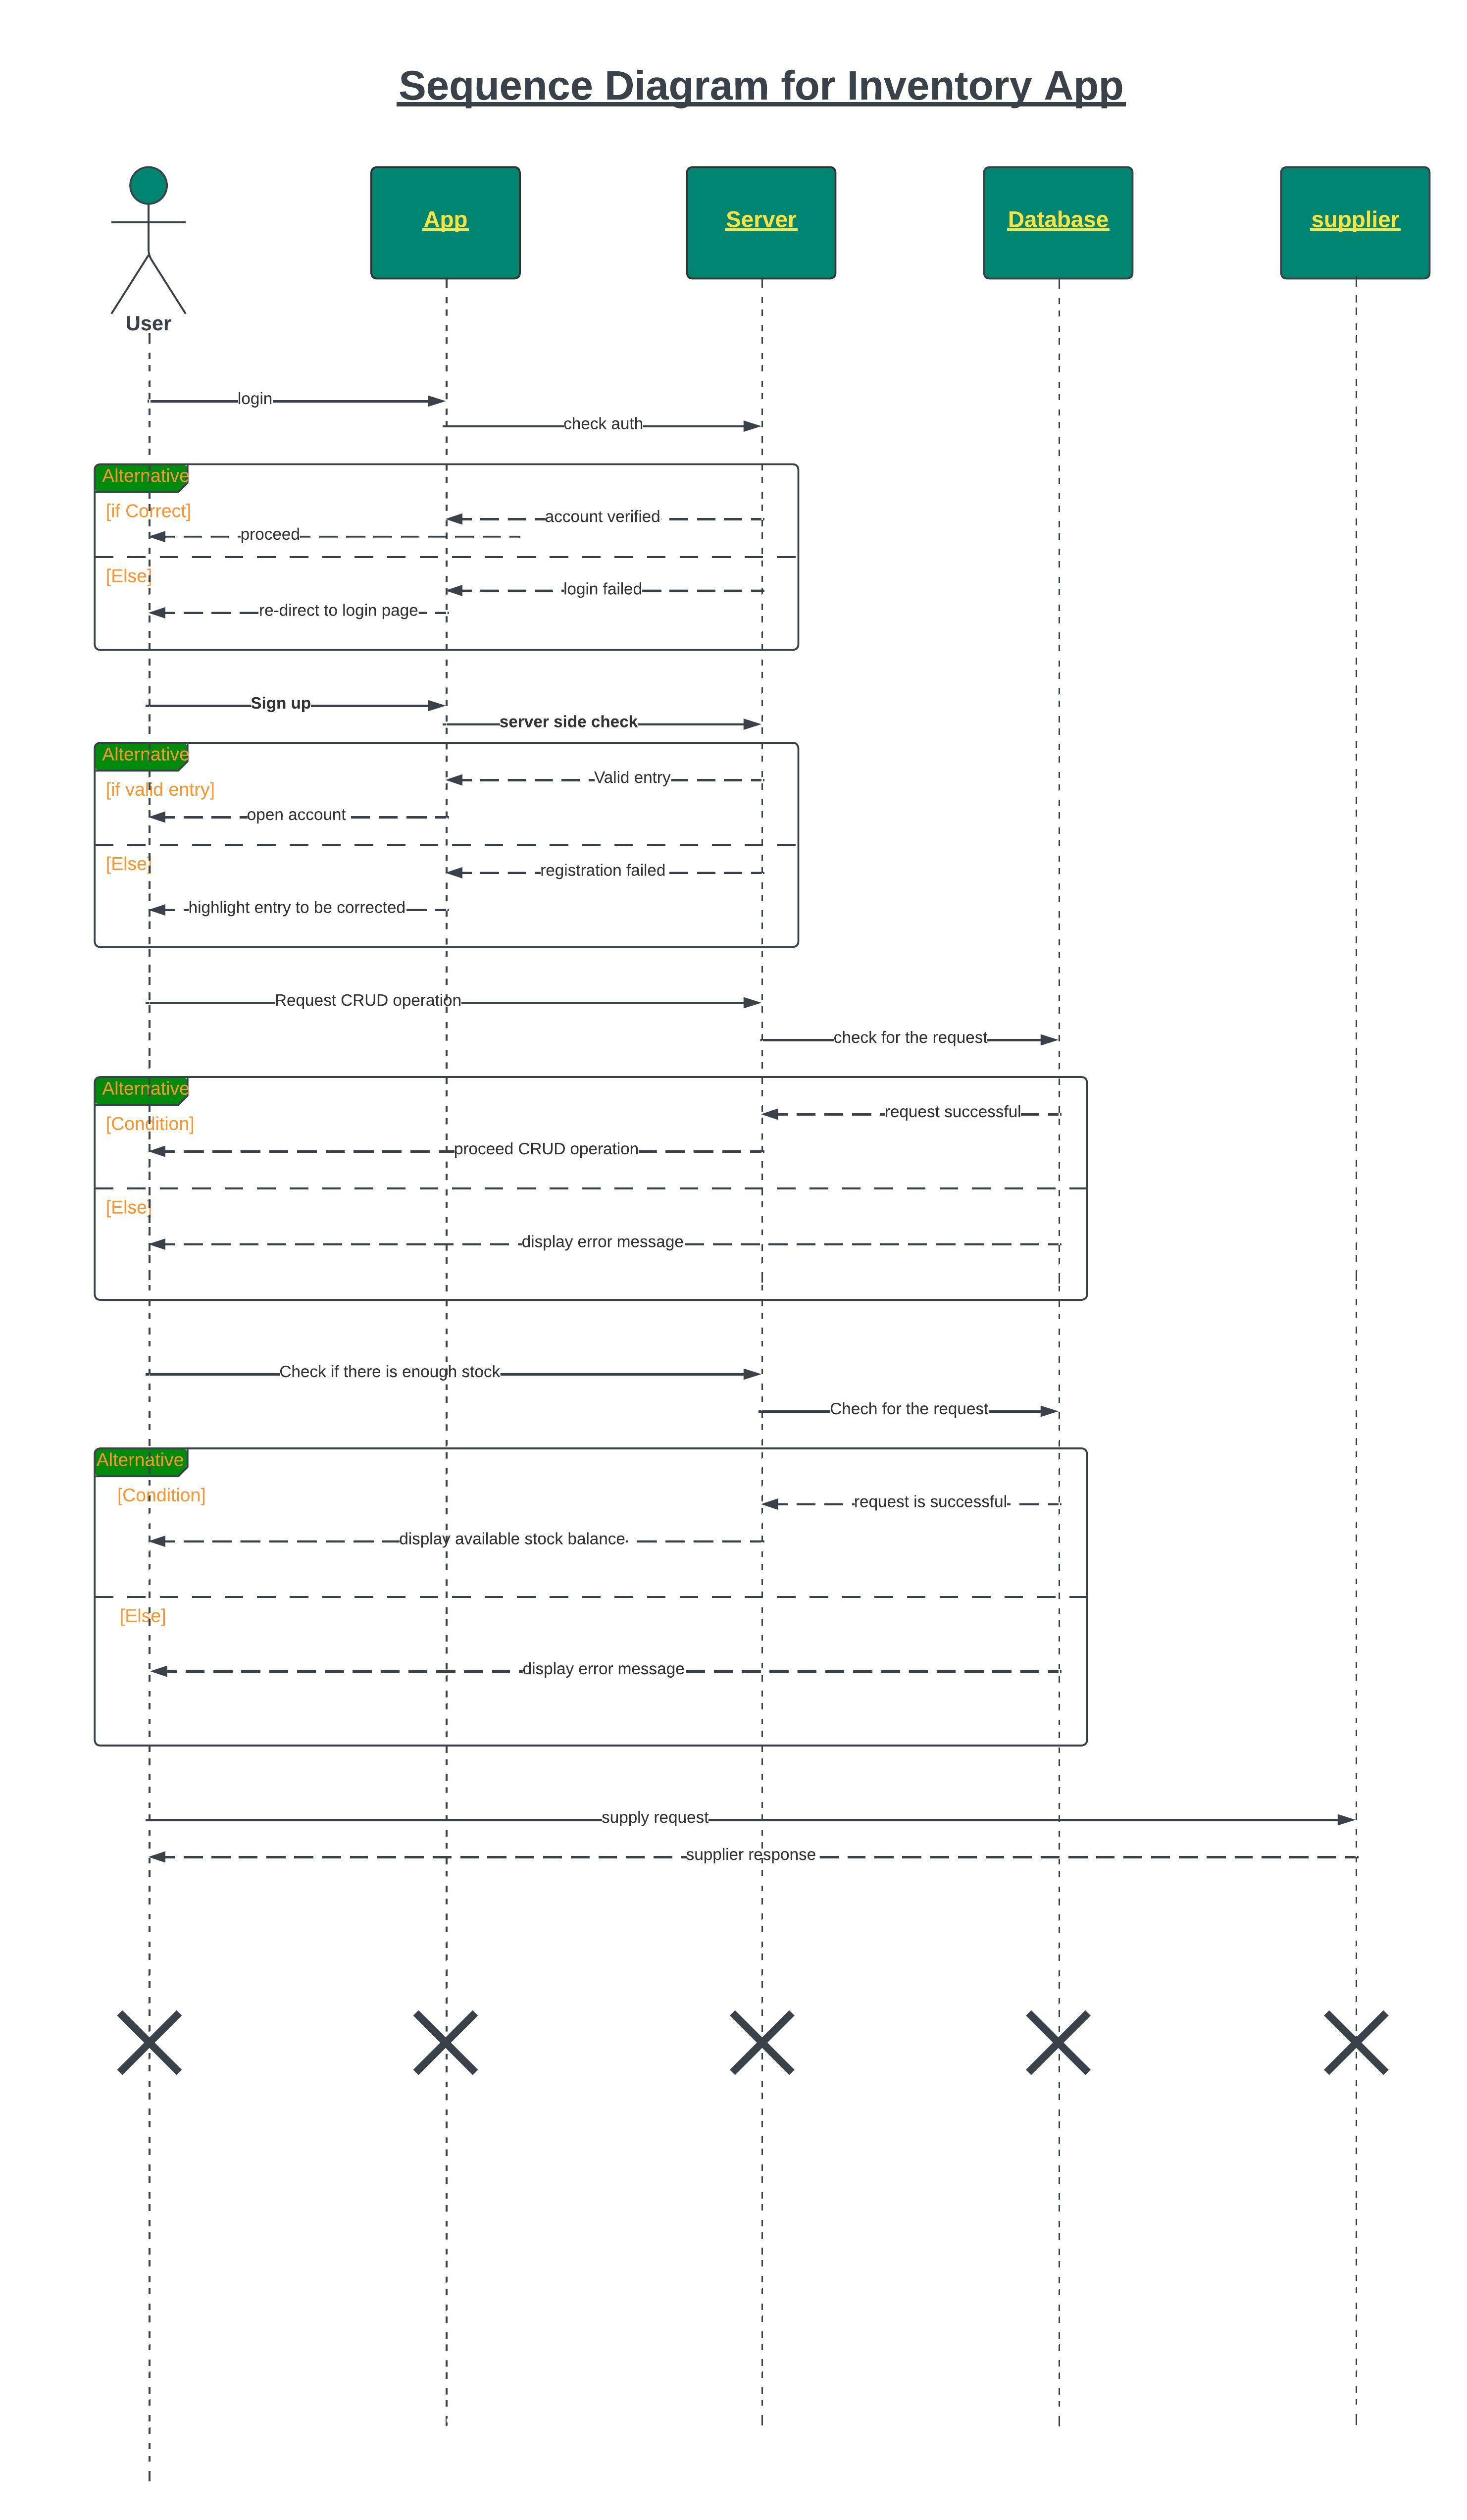 Sequence Diagram for Inventory App
App
Server
Database
supplier
User
login
check auth
Alternative
[if Correct]
account verified
proceed
[Else]
login failed
re-direct to login page
Sign up
server side check
Alternative
Valid entry
[if valid entry]
open account
[Else]
registration failed
highlight entry to be corrected
Request CRUD operation
check for the request
Alternative
request successful
[Condition]
proceed CRUD operation
[Else]
display error message
Check if there is enough stock
Chech for the request
Alternative
[Condition]
request is successful
display available stock balance
[Else]
display error message
supply request
supplier response